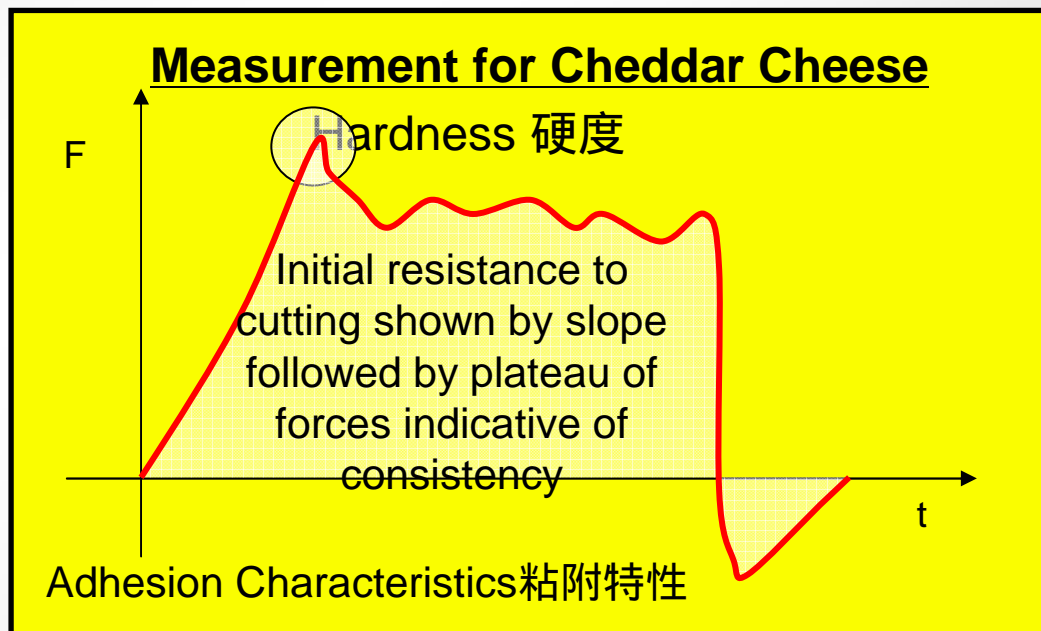 Measurement for Cheddar Cheese
F
Hardness 硬度
Initial resistance to
cutting shown by slope
followed by plateau of
forces indicative of
consistency
t
Adhesion Characteristics粘附特性